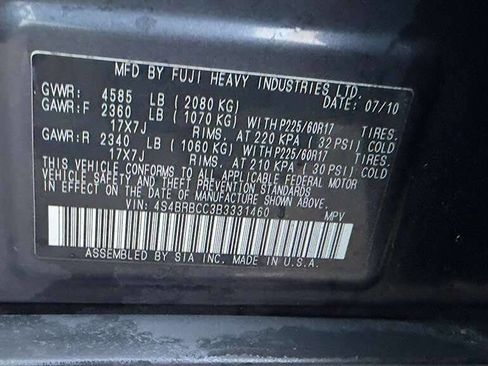 MFD BY FUJI HEAVY INDUSTRIES LTD.
GVWR: 4585 LB (2080 KG) DATE: 07/10
GAWR:F 2360 LB (1070 KG) WITH P225/60R17 TIRES.
17X7J RIMS. AT 220 KPA (32 PSI) COLD
GAWR:R 2340 LB (1060 KG) WITH P225/60R17 TIRES.
17X7J RIMS. AT 210 KPA (30 PSI) COLD
THIS VEHICLE CONFORMS TO ALL APPLICABLE FEDERAL MOTOR
VEHICLE SAFETY AND THEFT PREVENTION STANDARDS
IN EFFECT ON THE DATE OF MANUFACTURE SHOWN ABOVE.
VIN: 4S4BRBCC3B3331460 MPV
ASSEMBLED BY SIA INC. MADE IN U.S.A.